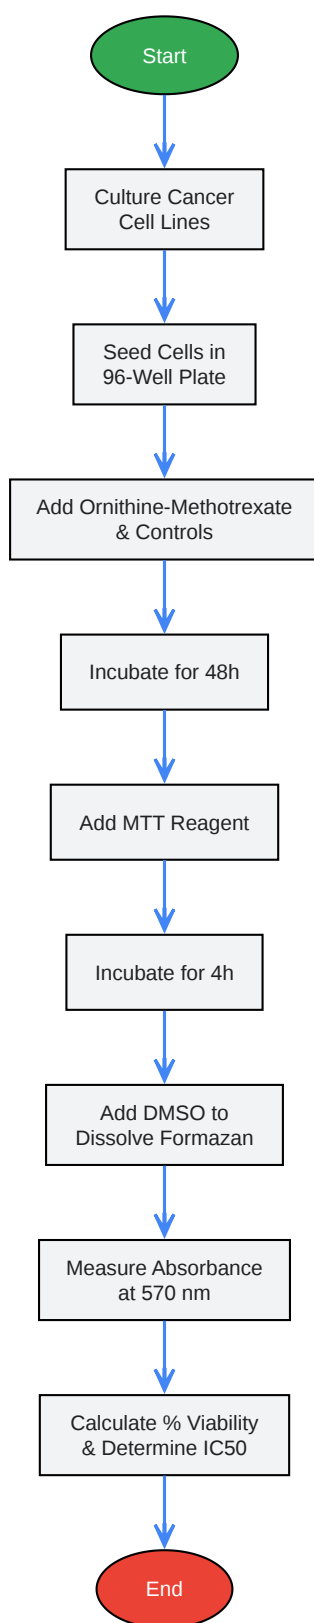 Start
Culture Cancer
Cell Lines
Seed Cells in
96-Well Plate
Add Ornithine-Methotrexate
& Controls
Incubate for 48h
Add MTT Reagent
Incubate for 4h
Add DMSO to
Dissolve Formazan
Measure Absorbance
at 570 nm
Calculate % Viability
& Determine IC50
End